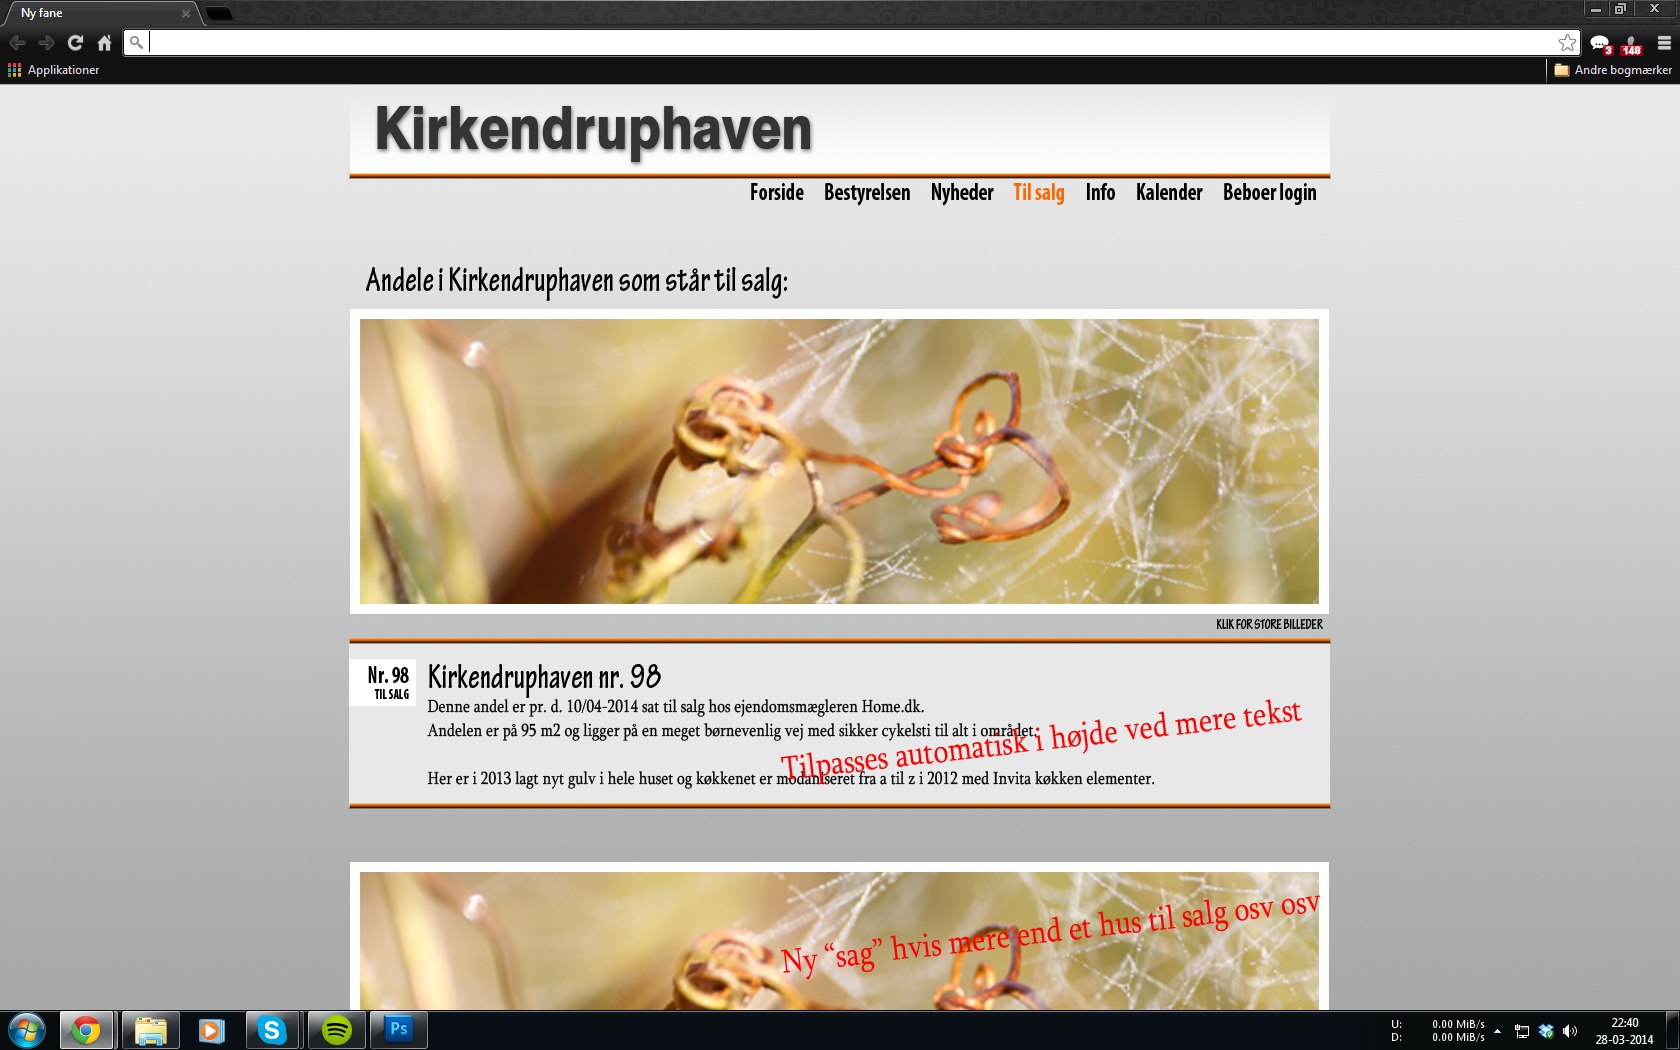 Ny fane
Applikationer
Andre bogmærker
3
148
Kirkendruphaven
Forside Bestyrelsen Nyheder Til salg Info Kalender Beboer login
Andele i Kirkendruphaven som står til salg:
KLIK FOR STORE BILLEDER
Nr. 98
TIL SALG
Kirkendruphaven nr. 98
Denne andel er pr. d. 10/04-2014 sat til salg hos ejendomsmægleren Home.dk.
Andelen er på 95 m2 og ligger på en meget børnevenlig vej med sikker cykelsti til alt i området.
Tilpasses automatisk i højde ved mere tekst
Her er i 2013 lagt nyt gulv i hele huset og køkkenet er modaniseret fra a til z i 2012 med Invita køkken elementer.
Ny “sag” hvis mere end et hus til salg osv osv
Ps
U: 0.00 MiB/s
D: 0.00 MiB/s
22:40
28-03-2014